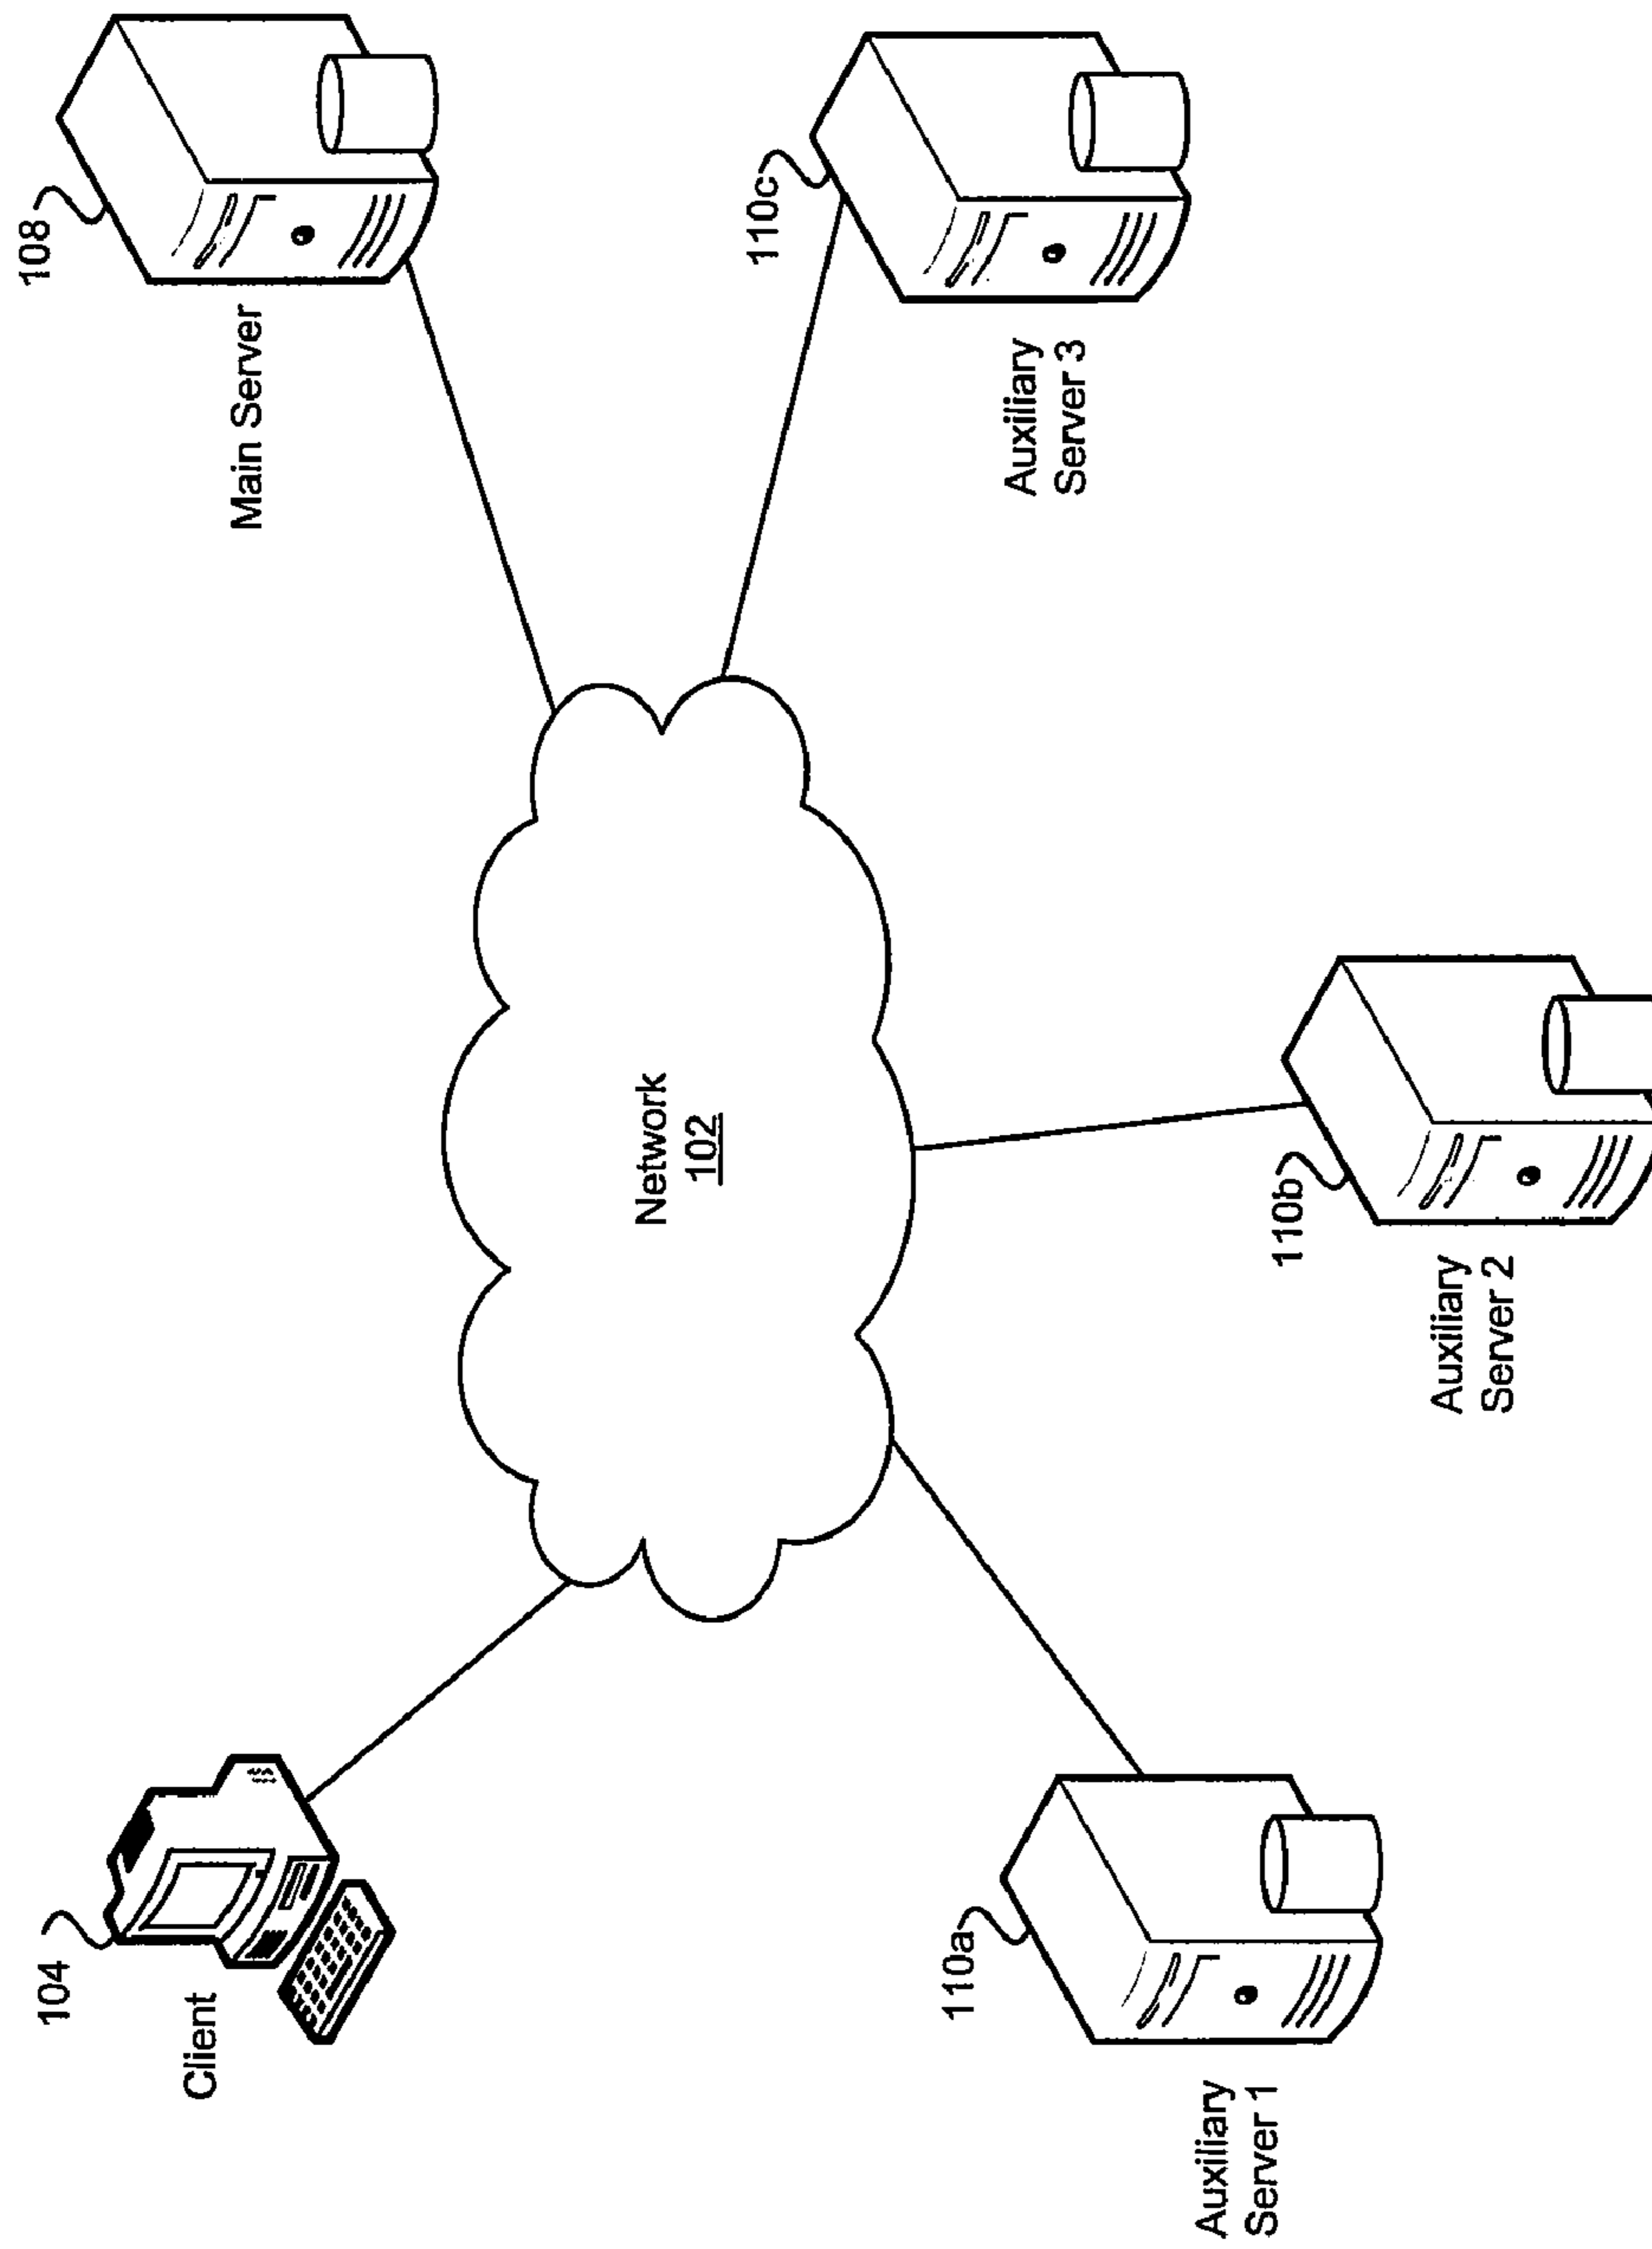 104
Client
108
Main Server
Network
102
110a
Auxiliary
Server 1
110b
Auxiliary
Server 2
110c
Auxiliary
Server 3